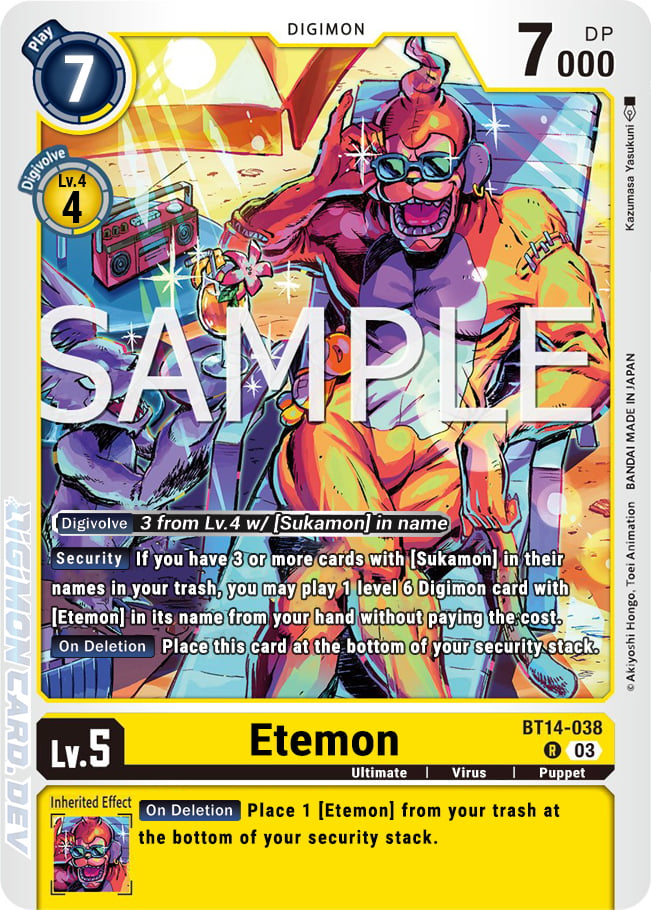 Play
7
DIGIMON
7000
DP
Digivolve
Lv.4
4
Kazumasa Yasukuni
SAMPLE
© Akiyoshi Hongo, Toei Animation BANDAI MADE IN JAPAN
DIGIMONCARD.DEV
Digivolve 3 from Lv.4 w/ [Sukamon] in name
Security If you have 3 or more cards with [Sukamon] in their
names in your trash, you may play 1 level 6 Digimon card with
[Etemon] in its name from your hand without paying the cost.
On Deletion Place this card at the bottom of your security stack.
Lv.5
Etemon
BT14-038
R 03
Ultimate | Virus | Puppet
Inherited Effect
On Deletion Place 1 [Etemon] from your trash at
the bottom of your security stack.